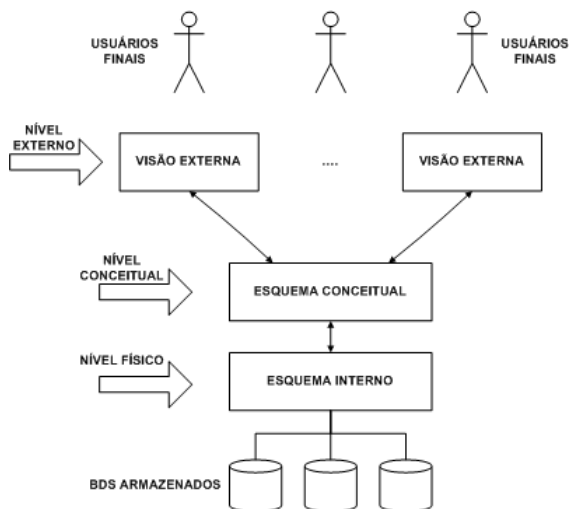 USUÁRIOS
FINAIS
USUÁRIOS
FINAIS
NÍVEL
EXTERNO
VISÃO EXTERNA
....
VISÃO EXTERNA
NÍVEL
CONCEITUAL
ESQUEMA CONCEITUAL
NÍVEL FÍSICO
ESQUEMA INTERNO
BDS ARMAZENADOS